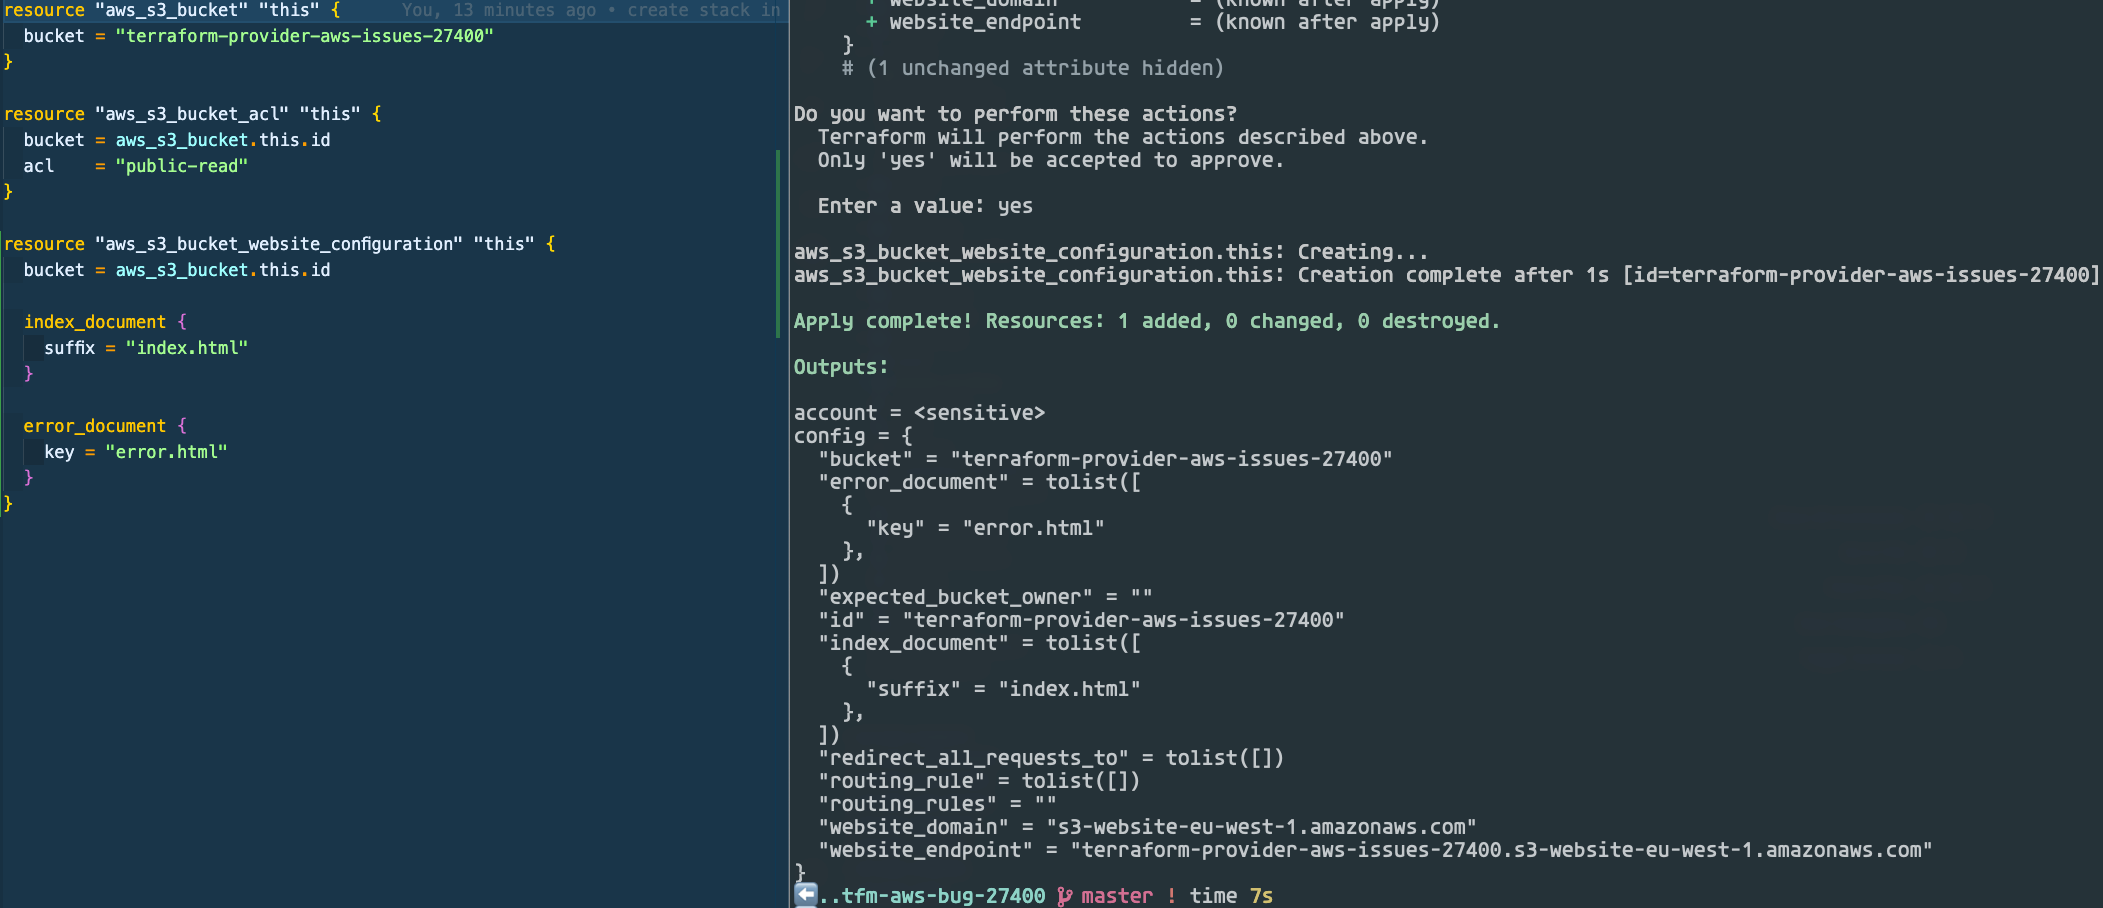 resource "aws_s3_bucket" "this" {      You, 13 minutes ago • create stack in
  bucket = "terraform-provider-aws-issues-27400"
}

resource "aws_s3_bucket_acl" "this" {
  bucket = aws_s3_bucket.this.id
  acl    = "public-read"
}

resource "aws_s3_bucket_website_configuration" "this" {
  bucket = aws_s3_bucket.this.id

  index_document {
    suffix = "index.html"
  }

  error_document {
    key = "error.html"
  }
}

      + website_domain           = (known after apply)
      + website_endpoint         = (known after apply)
    }
    # (1 unchanged attribute hidden)

Do you want to perform these actions?
  Terraform will perform the actions described above.
  Only 'yes' will be accepted to approve.

  Enter a value: yes

aws_s3_bucket_website_configuration.this: Creating...
aws_s3_bucket_website_configuration.this: Creation complete after 1s [id=terraform-provider-aws-issues-27400]

Apply complete! Resources: 1 added, 0 changed, 0 destroyed.

Outputs:

account = <sensitive>
config = {
  "bucket" = "terraform-provider-aws-issues-27400"
  "error_document" = tolist([
    {
      "key" = "error.html"
    },
  ])
  "expected_bucket_owner" = ""
  "id" = "terraform-provider-aws-issues-27400"
  "index_document" = tolist([
    {
      "suffix" = "index.html"
    },
  ])
  "redirect_all_requests_to" = tolist([])
  "routing_rule" = tolist([])
  "routing_rules" = ""
  "website_domain" = "s3-website-eu-west-1.amazonaws.com"
  "website_endpoint" = "terraform-provider-aws-issues-27400.s3-website-eu-west-1.amazonaws.com"
}
..tfm-aws-bug-27400 master ! time 7s